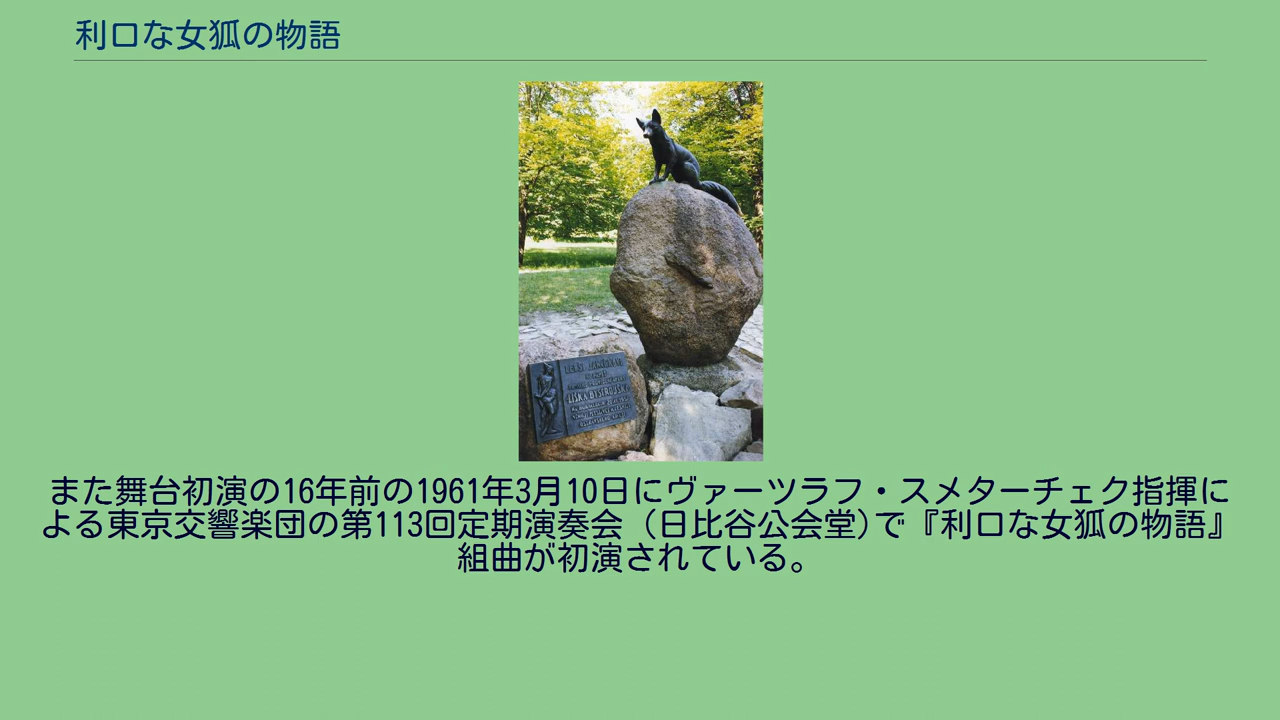 利口な女狐の物語
LIŠKA BYSTROUŠKA
また舞台初演の16年前の1961年3月10日にヴァーツラフ・スメターチェク指揮に
よる東京交響楽団の第113回定期演奏会 (日比谷公会堂)で『利口な女狐の物語』
組曲が初演されている。